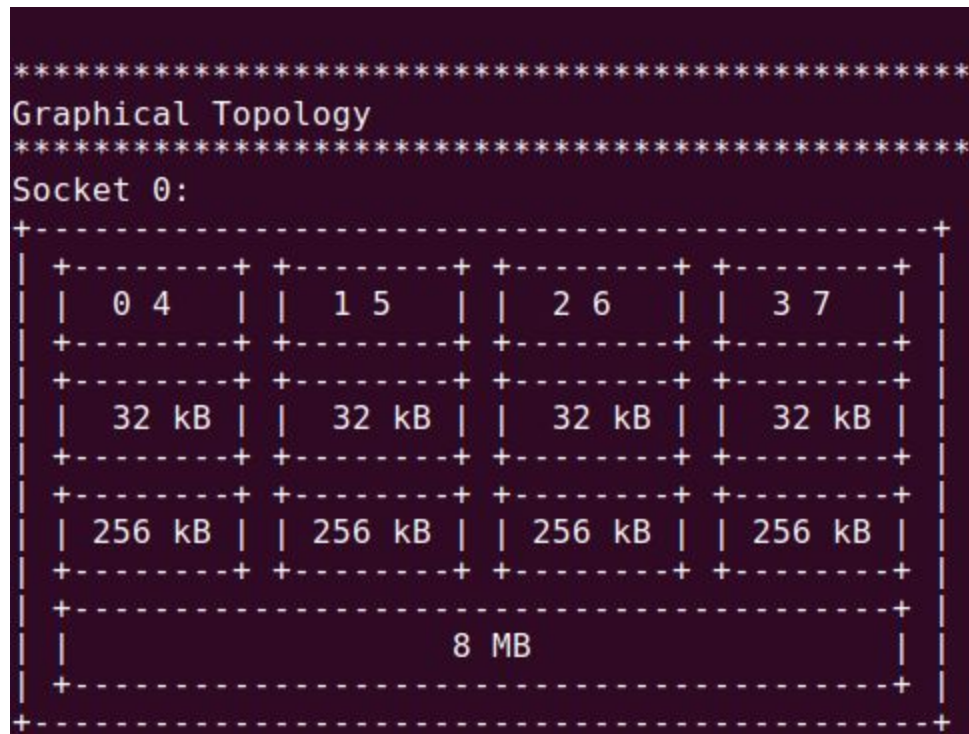 ************************************************
Graphical Topology
************************************************
Socket 0:
+---------------------------------------------+
| +--------+ +--------+ +--------+ +--------+ |
| |  0 4   | |  1 5   | |  2 6   | |  3 7   | |
| +--------+ +--------+ +--------+ +--------+ |
| +--------+ +--------+ +--------+ +--------+ |
| |  32 kB | |  32 kB | |  32 kB | |  32 kB | |
| +--------+ +--------+ +--------+ +--------+ |
| +--------+ +--------+ +--------+ +--------+ |
| | 256 kB | | 256 kB | | 256 kB | | 256 kB | |
| +--------+ +--------+ +--------+ +--------+ |
| +-----------------------------------------+ |
| |                   8 MB                  | |
| +-----------------------------------------+ |
+---------------------------------------------+